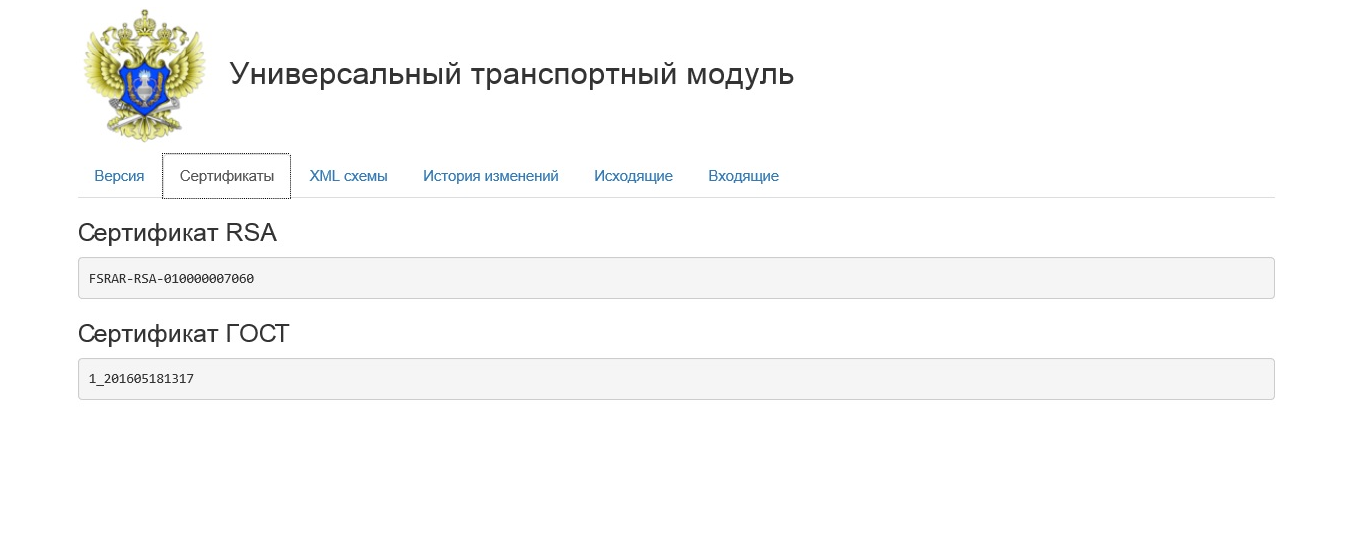 Универсальный транспортный модуль
Версия Сертификаты XML схемы История изменений Исходящие Входящие
Сертификат RSA
FSRAR-RSA-010000007060
Сертификат ГОСТ
1_201605181317